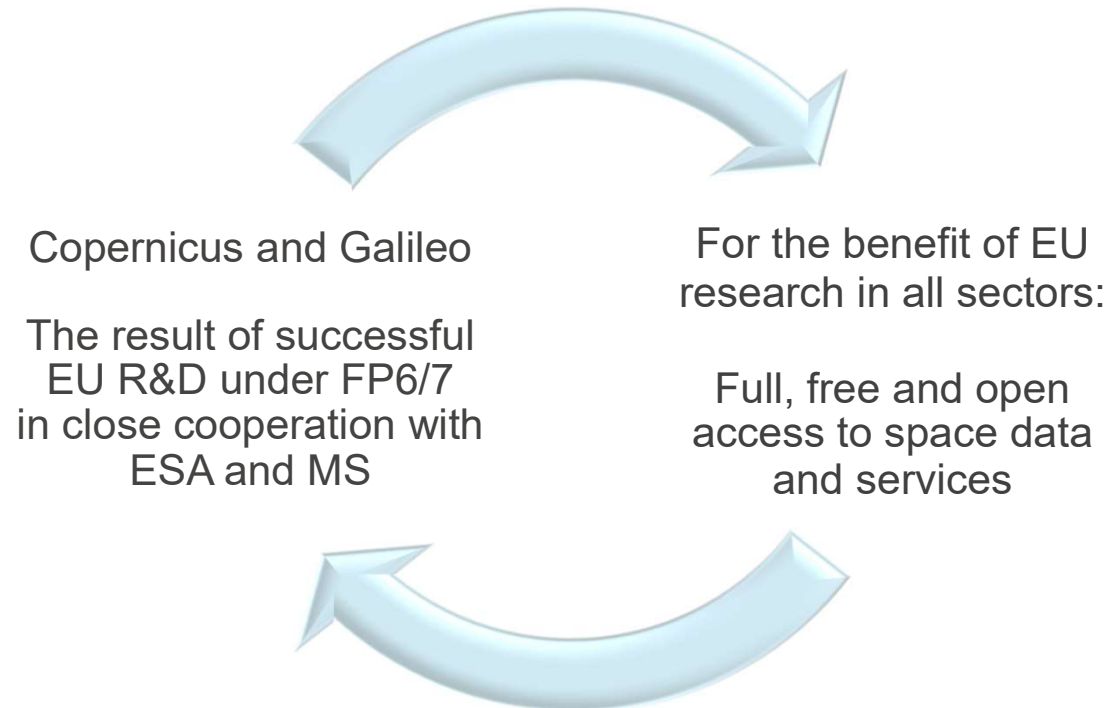 Copernicus and Galileo
The result of successful
EU R&D under FP6/7
in close cooperation with
ESA and MS
For the benefit of EU
research in all sectors:
Full, free and open
access to space data
and services